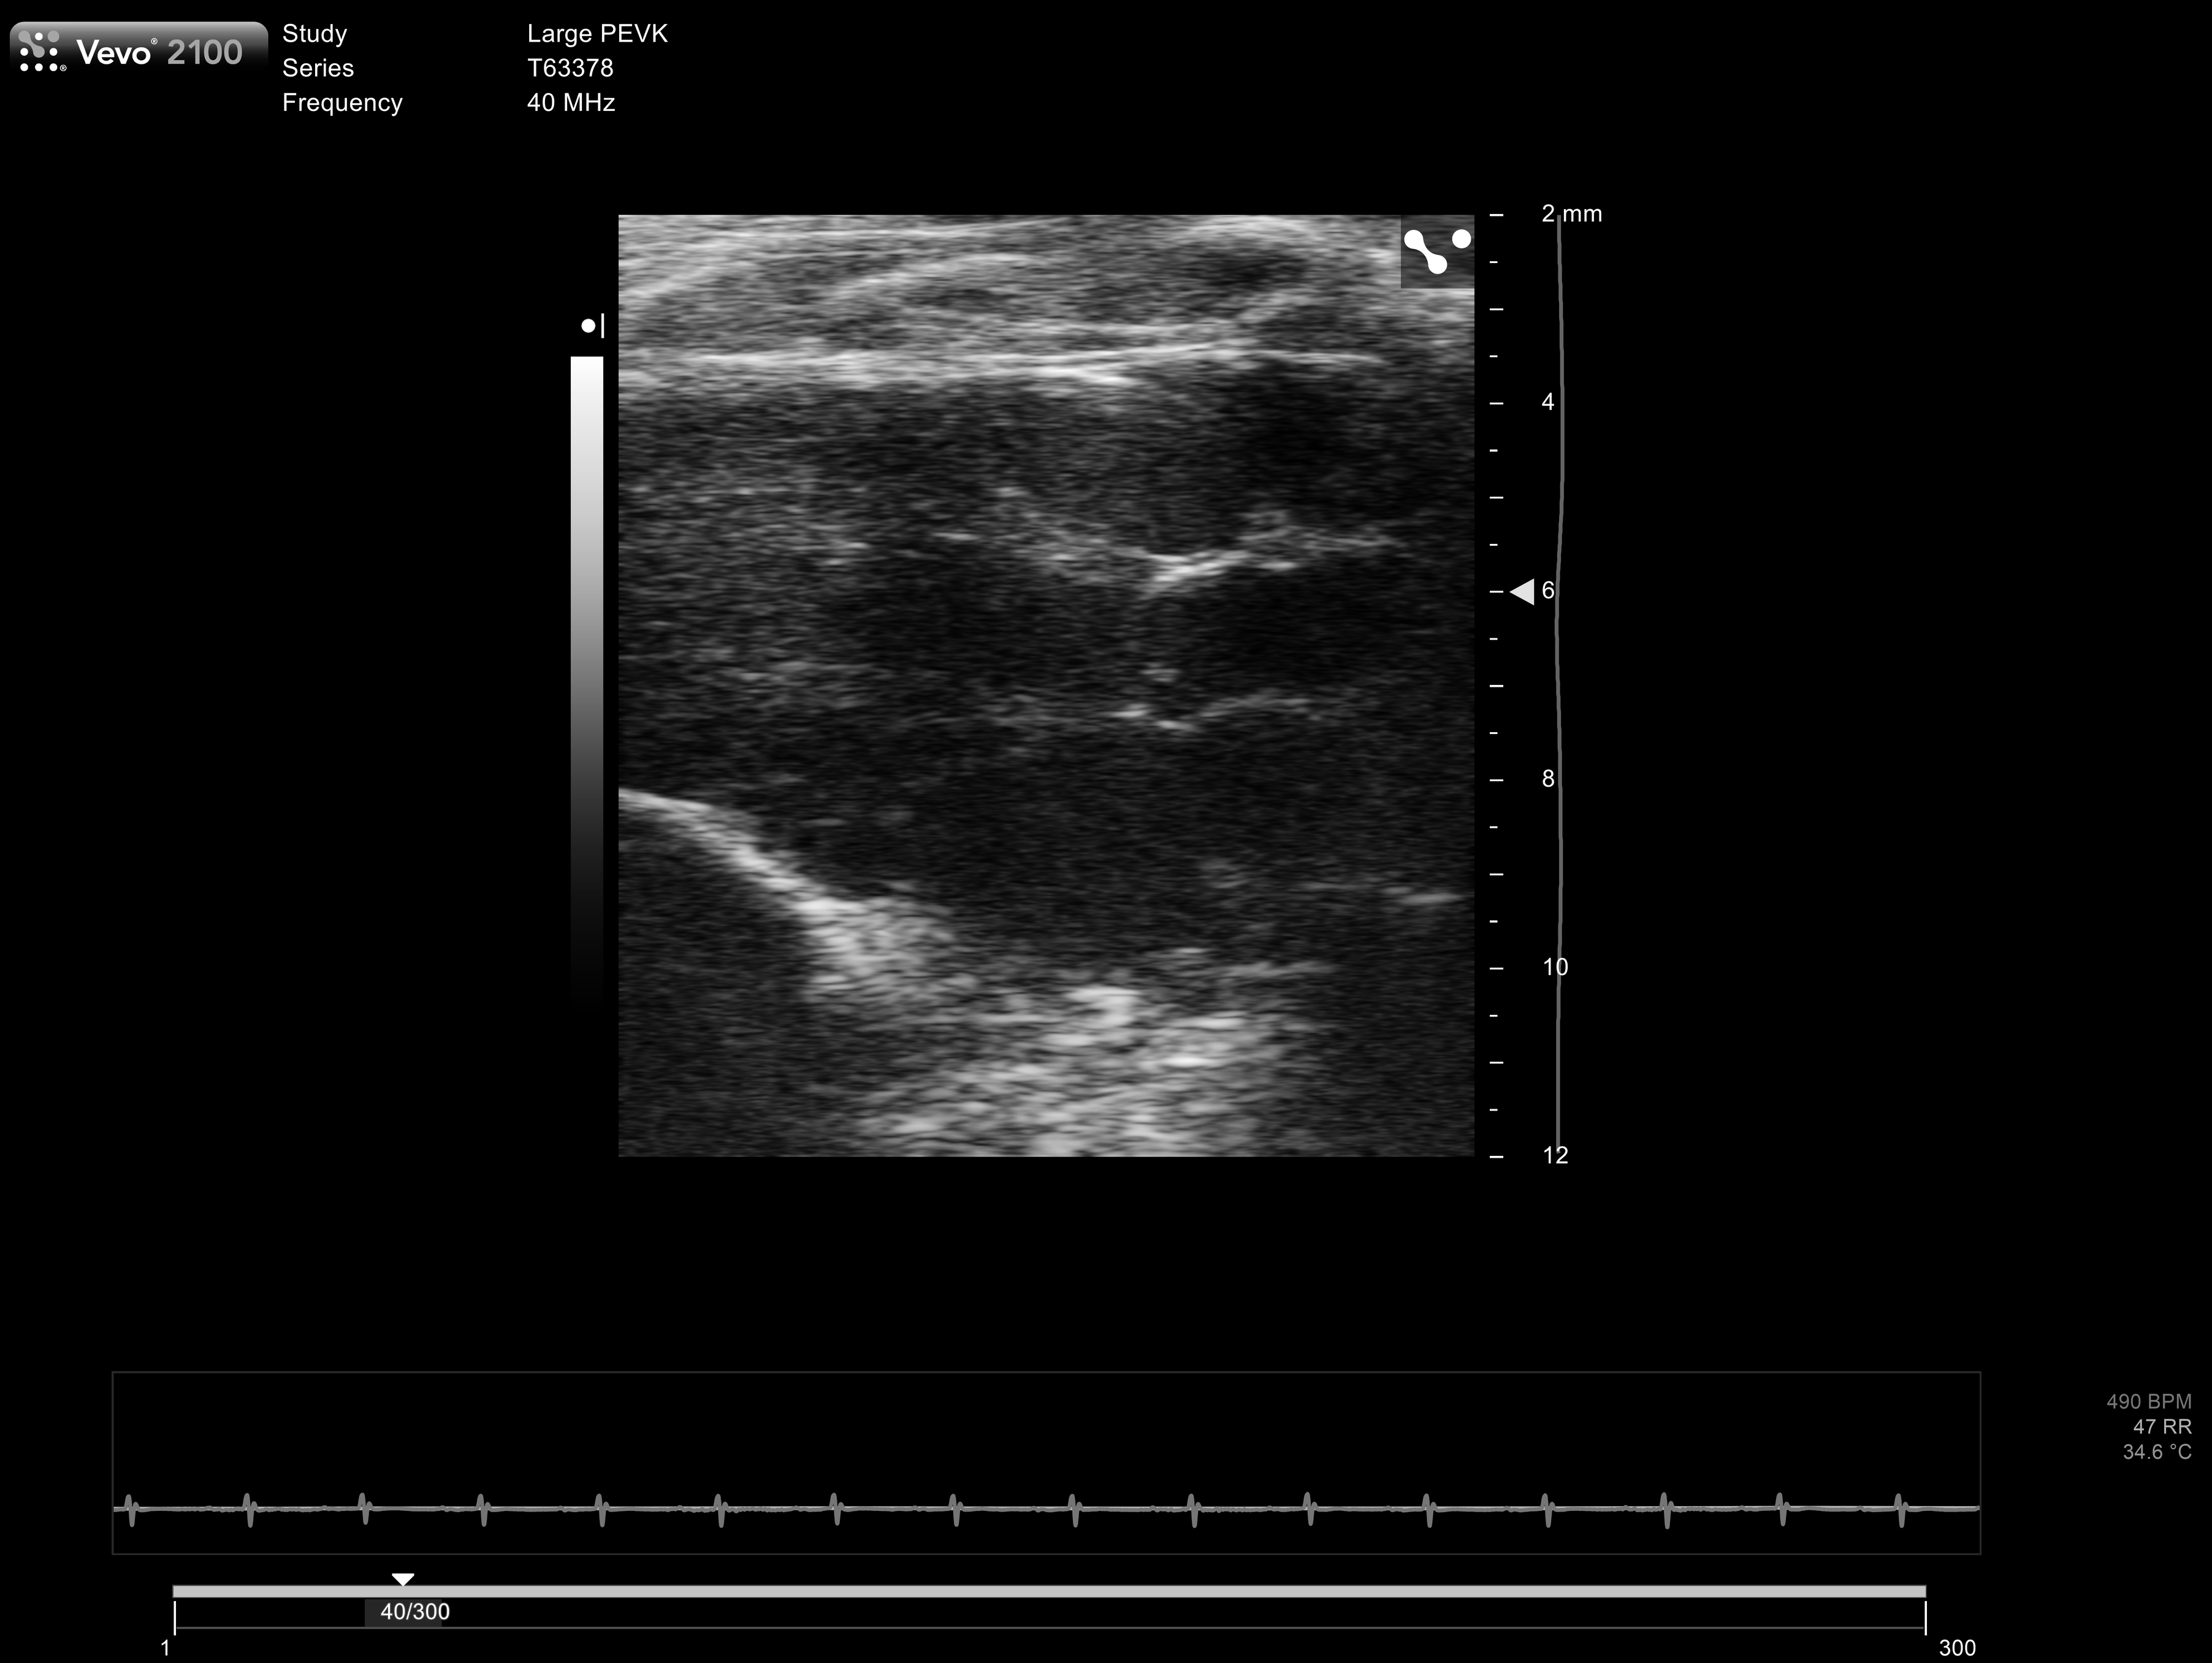 Vevo® 2100
Study Large PEVK
Series T63378
Frequency 40 MHz
2 mm
4
6
8
10
12
490 BPM
47 RR
34.6 °C
40/300
1
300